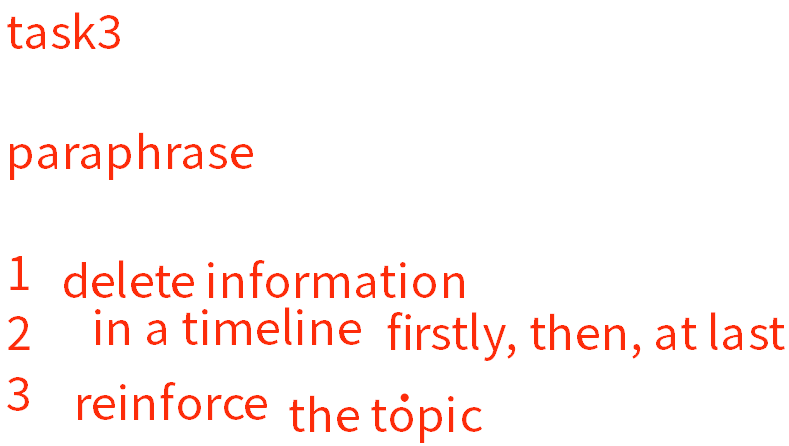 task3
paraphrase
1 delete information
2 in a timeline firstly, then, at last
3 reinforce the topic